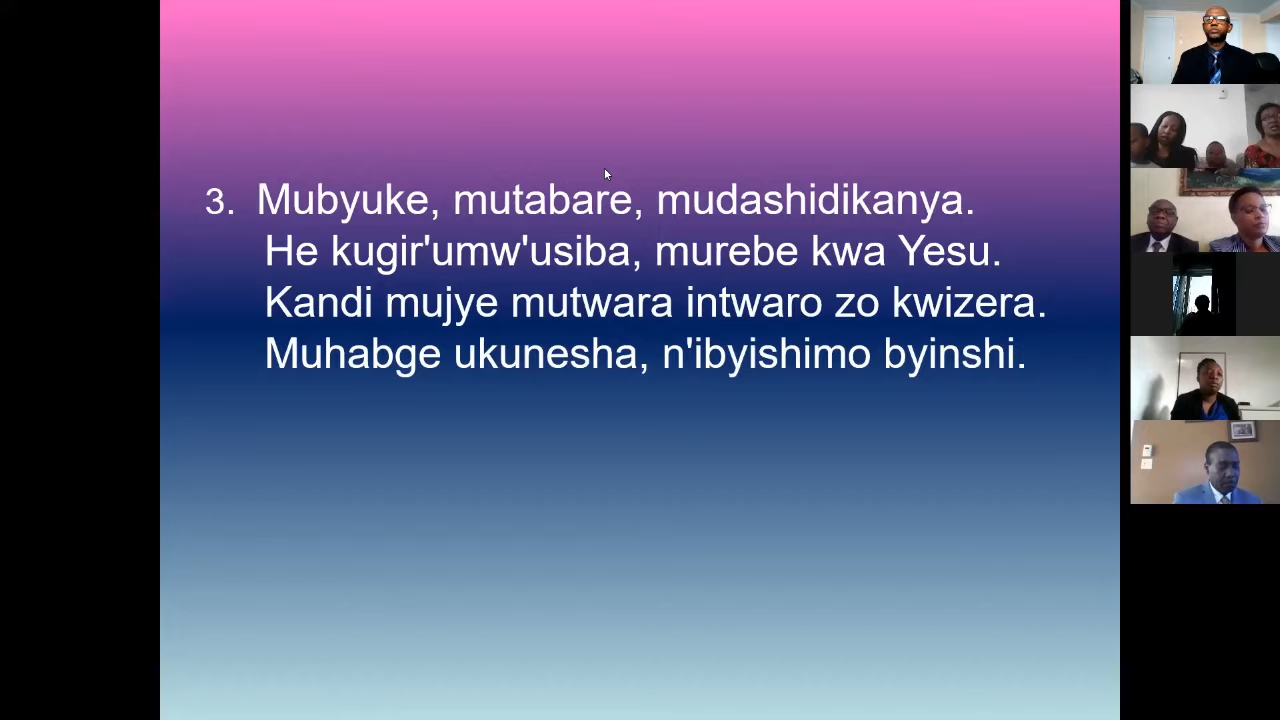 3. Mubyuke, mutabare, mudashidikanya.
He kugir'umw'usiba, murebe kwa Yesu.
Kandi mujye mutwara intwaro zo kwizera.
Muhabge ukunesha, n'ibyishimo byinshi.